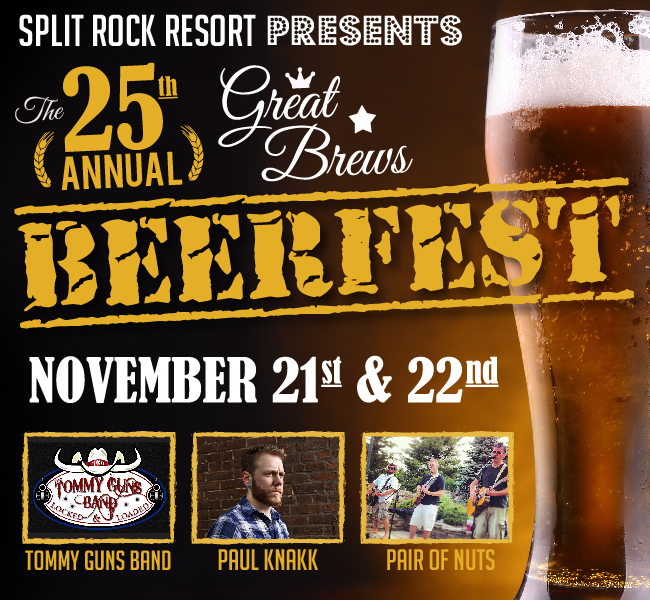 SPLIT ROCK RESORT PRESENTS
The 25th
ANNUAL
Great
Brews
BEERFEST
NOVEMBER 21st & 22nd
TOMMY GUNS
BAND
LOCKED & LOADED
TOMMY GUNS BAND
PAUL KNAKK
PAIR OF NUTS